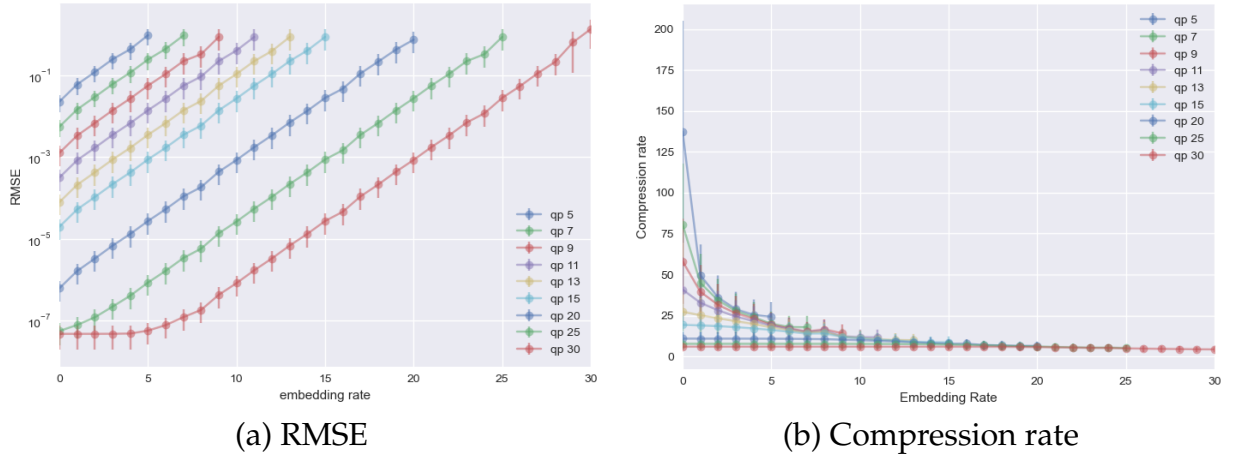 10⁻¹
10⁻³
10⁻⁵
10⁻⁷
RMSE
0
5
10
15
20
25
30
embedding rate
qp 5
qp 7
qp 9
qp 11
qp 13
qp 15
qp 20
qp 25
qp 30
(a) RMSE
200
175
150
125
100
75
50
25
0
Compression rate
0
5
10
15
20
25
30
Embedding Rate
qp 5
qp 7
qp 9
qp 11
qp 13
qp 15
qp 20
qp 25
qp 30
(b) Compression rate